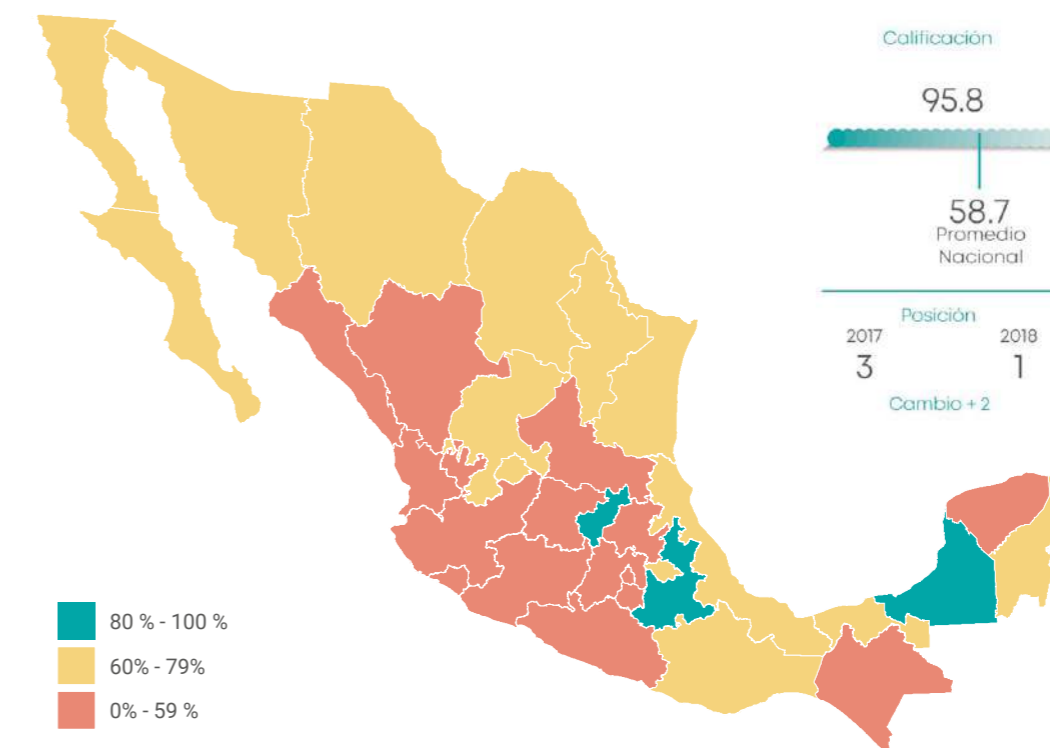 Calificación
95.8
58.7
Promedio
Nacional
Posición
2017 2018
3 1
Cambio + 2
80 % - 100 %
60% - 79%
0% - 59 %